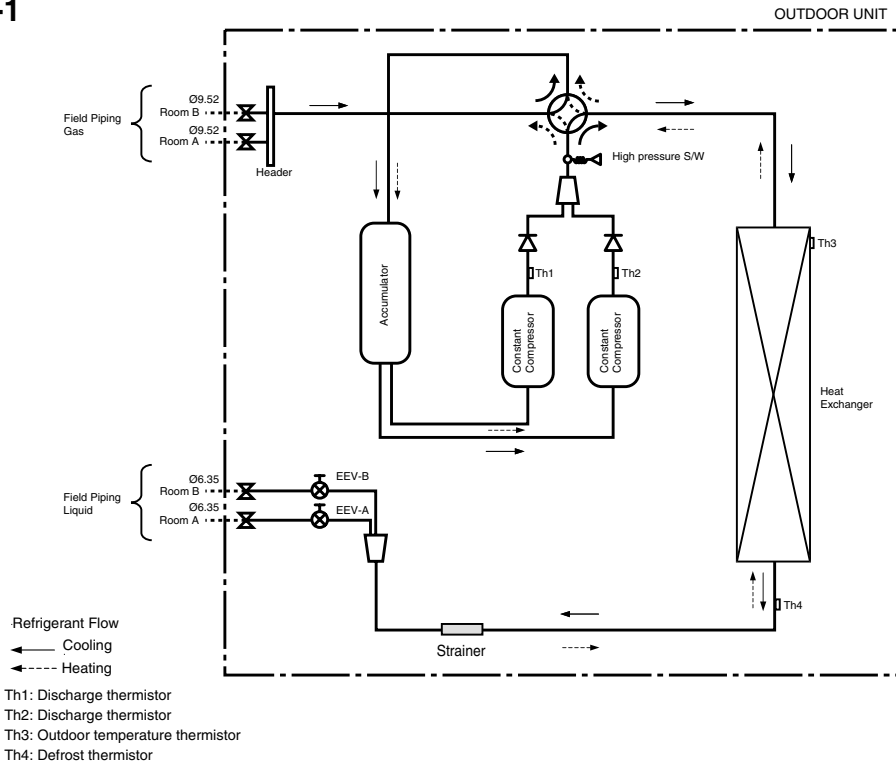 -1
OUTDOOR UNIT
Field Piping
Gas
Ø9.52
Room B
Ø9.52
Room A
Header
High pressure S/W
Accumulator
Th1
Th2
Th3
Constant
Compressor
Constant
Compressor
Heat
Exchanger
Field Piping
Liquid
Ø6.35
Room B
Ø6.35
Room A
EEV-B
EEV-A
Th4
Strainer
Refrigerant Flow
Cooling
Heating
Th1: Discharge thermistor
Th2: Discharge thermistor
Th3: Outdoor temperature thermistor
Th4: Defrost thermistor